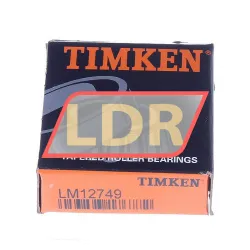 TIMKEN
LDR
TAPERED ROLLER BEARINGS
TIMKEN
LM12749